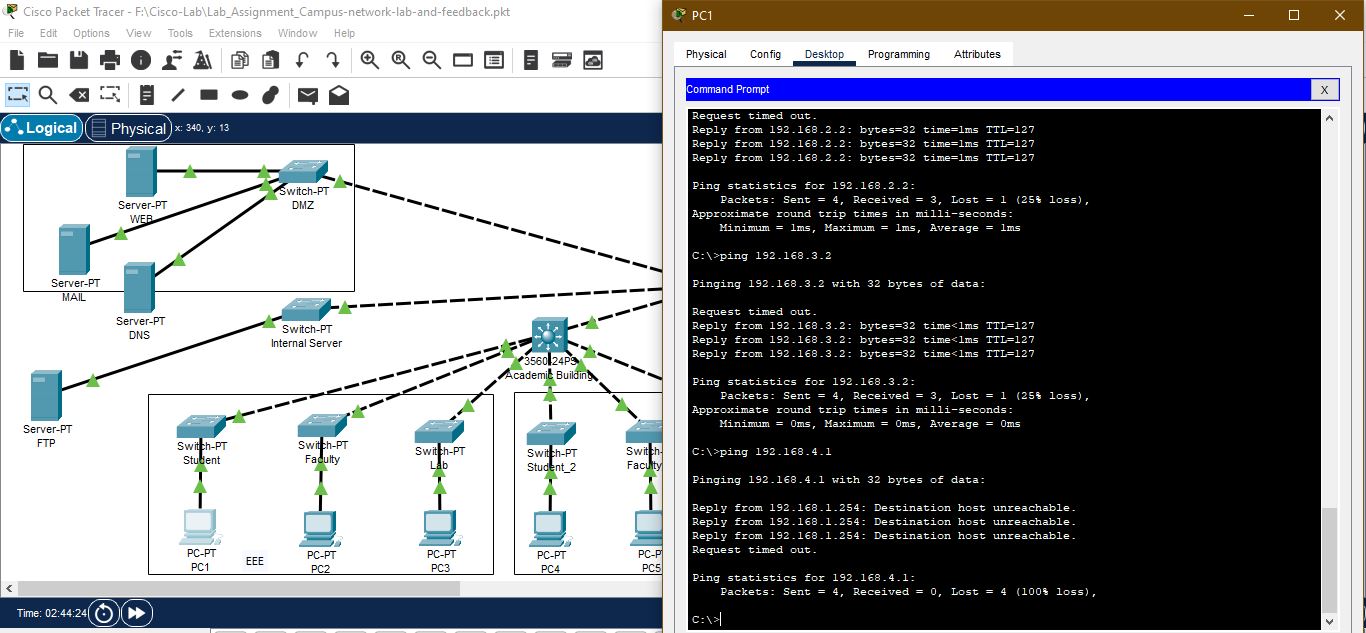 Cisco Packet Tracer - F:\Cisco-Lab\Lab_Assignment_Campus-network-lab-and-feedback.pkt
File Edit Options View Tools Extensions Window Help
Logical
Physical
x: 340, y: 13
Server-PT
WEB
Switch-PT
DMZ
Server-PT
MAIL
Server-PT
DNS
Switch-PT
Internal Server
3560-24PS
Academic Building
Server-PT
FTP
Switch-PT
Student
Switch-PT
Faculty
Switch-PT
Lab
Switch-PT
Student_2
Switch
Faculty
PC-PT
PC1
EEE
PC-PT
PC2
PC-PT
PC3
PC-PT
PC4
PC-P
PC5
Time: 02:44:24
PC1
Physical Config Desktop Programming Attributes
Command Prompt
X
Request timed out.
Reply from 192.168.2.2: bytes=32 time=1ms TTL=127
Reply from 192.168.2.2: bytes=32 time=1ms TTL=127
Reply from 192.168.2.2: bytes=32 time=1ms TTL=127
Ping statistics for 192.168.2.2:
Packets: Sent = 4, Received = 3, Lost = 1 (25% loss),
Approximate round trip times in milli-seconds:
Minimum = 1ms, Maximum = 1ms, Average = 1ms
C:\>ping 192.168.3.2
Pinging 192.168.3.2 with 32 bytes of data:
Request timed out.
Reply from 192.168.3.2: bytes=32 time<1ms TTL=127
Reply from 192.168.3.2: bytes=32 time<1ms TTL=127
Reply from 192.168.3.2: bytes=32 time<1ms TTL=127
Ping statistics for 192.168.3.2:
Packets: Sent = 4, Received = 3, Lost = 1 (25% loss),
Approximate round trip times in milli-seconds:
Minimum = 0ms, Maximum = 0ms, Average = 0ms
C:\>ping 192.168.4.1
Pinging 192.168.4.1 with 32 bytes of data:
Reply from 192.168.1.254: Destination host unreachable.
Reply from 192.168.1.254: Destination host unreachable.
Reply from 192.168.1.254: Destination host unreachable.
Request timed out.
Ping statistics for 192.168.4.1:
Packets: Sent = 4, Received = 0, Lost = 4 (100% loss),
C:\>